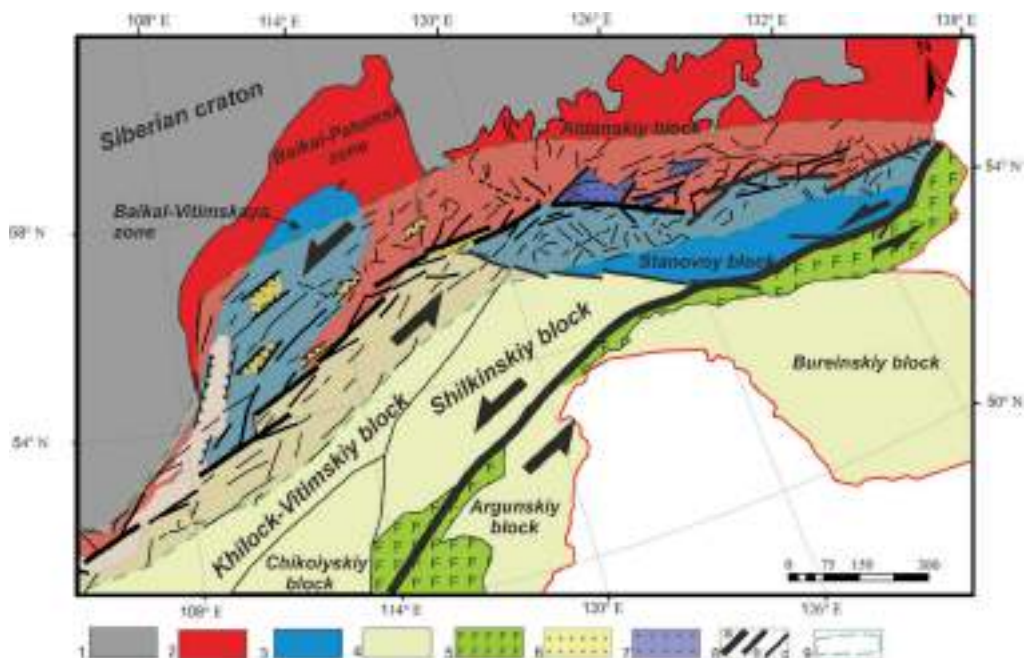 108° E 114° E 120° E 126° E 132° E 138° E
Siberian craton
Baikal-Patomsk
zone
Aldanskiy block
54° N
Baikal-Vitimskaya
zone
58° N
Stanovoy block
Shilkinskiy block
Bureinskiy block
50° N
54° N
Khilock-Vitimskiy block
Argunskiy
block
Chikoiyskiy
block
0 75 150 300
108° E 114° E 120° E 126° E
1 2 3 4 5 6 7 8 a b c 9